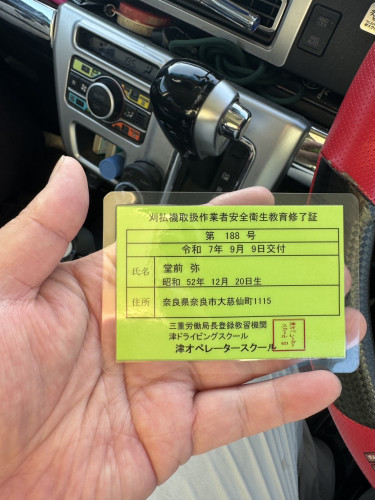 刈払機取扱作業者安全衛生教育修了証
第 188 号
令和 7年 9月 9日交付
氏名 堂前 弥
昭和 52年 12月 20日生
住所 奈良県奈良市大慈仙町1115
三重労働局長登録教習機関
津ドライビングスクール
津オペレータースクール